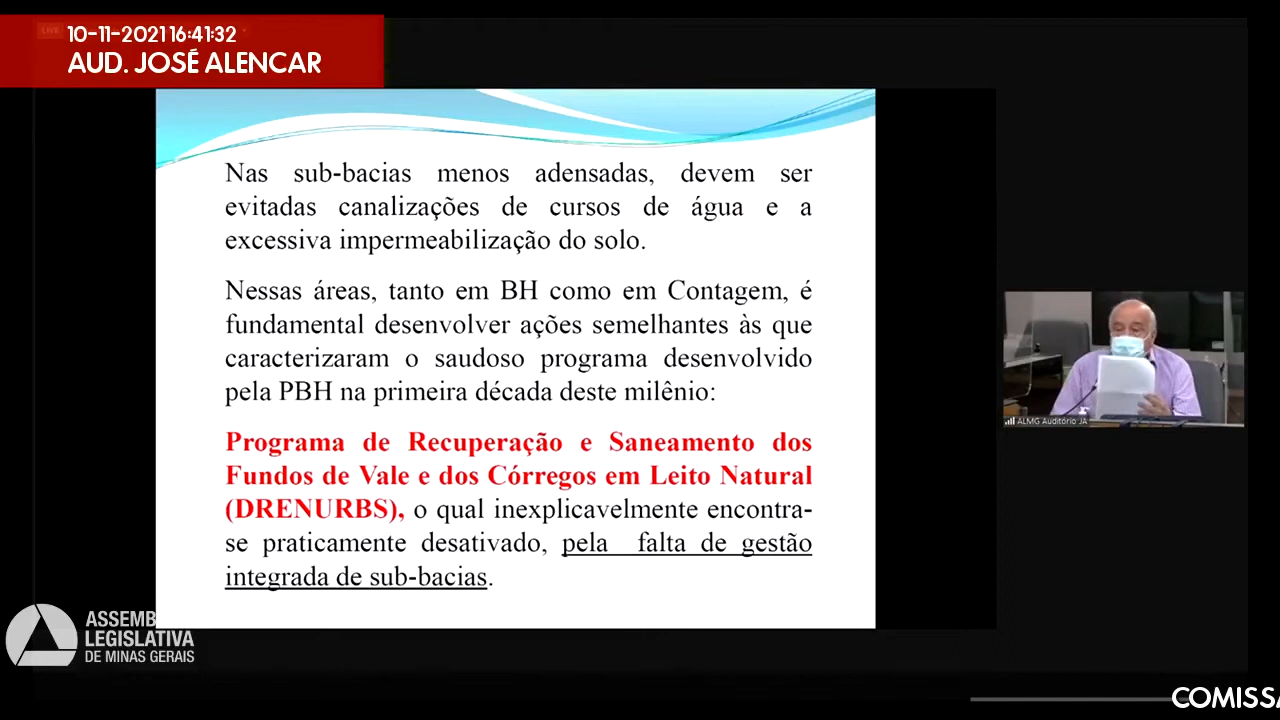 LIVE
10-11-2021 16:41:32
AUD. JOSÉ ALENCAR
Nas sub-bacias menos adensadas, devem ser
evitadas canalizações de cursos de água e a
excessiva impermeabilização do solo.
Nessas áreas, tanto em BH como em Contagem, é
fundamental desenvolver ações semelhantes às que
caracterizaram o saudoso programa desenvolvido
pela PBH na primeira década deste milênio:
Programa de Recuperação e Saneamento dos
Fundos de Vale e dos Córregos em Leito Natural
(DRENURBS), o qual inexplicavelmente encontra-
se praticamente desativado, pela falta de gestão
integrada de sub-bacias.
ALMG Auditório JA
ASSEMB
LEGISLATIVA
DE MINAS GERAIS
COMISSA